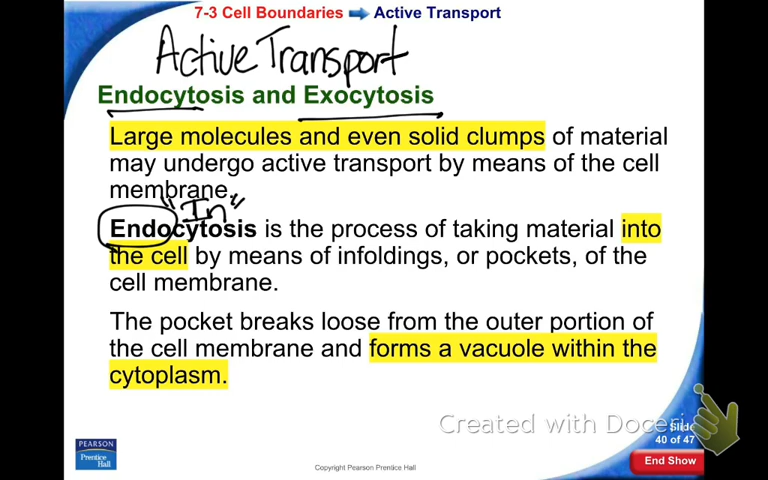 7-3 Cell Boundaries Active Transport
Active Transport
Endocytosis and Exocytosis
Large molecules and even solid clumps of material
may undergo active transport by means of the cell
membrane.
"In"
Endocytosis is the process of taking material into
the cell by means of infoldings, or pockets, of the
cell membrane.
The pocket breaks loose from the outer portion of
the cell membrane and forms a vacuole within the
cytoplasm.
Created with Doceri
Slide
40 of 47
End Show
PEARSON
Prentice
Hall
Copyright Pearson Prentice Hall